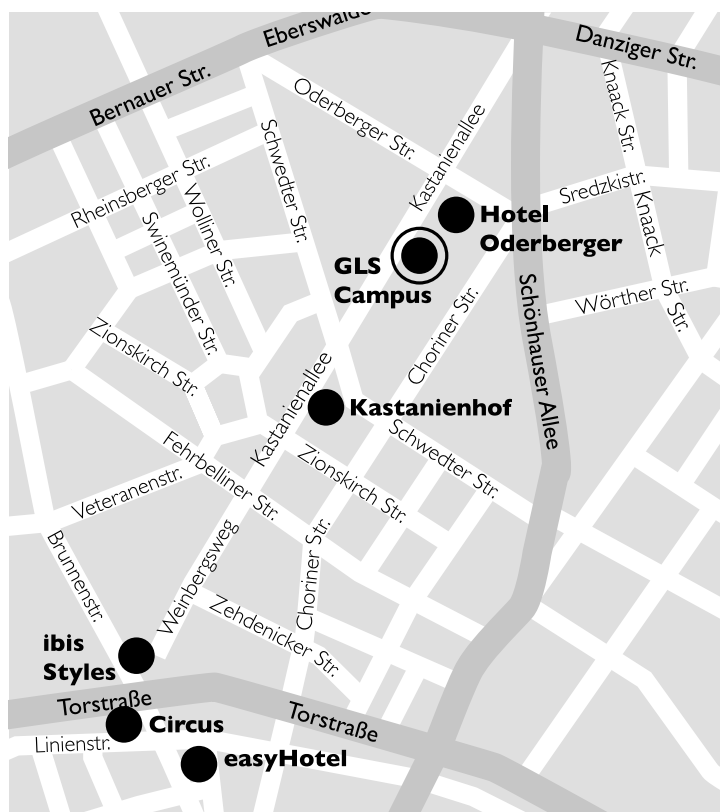 Eberswalde
Danziger Str.
Bernauer Str.
Knaack Str.
Oderberger Str.
Kastanienallee
Schwedter Str.
Rheinsberger Str.
Sredzkistr.
Knaack
Wolliner Str.
Hotel
Oderberger
Swinemünder Str.
GLS
Campus
Choriner Str.
Schönhauser Allee
Wörther Str.
Str.
Zionskirch Str.
Kastanienallee
Kastanienhof
Schwedter Str.
Fehrbelliner Str.
Zionskirch Str.
Veteranenstr.
Brunnenstr.
Weinbergsweg
Choriner Str.
Zehdenicker Str.
ibis
Styles
Torstraße
Circus
Torstraße
Linienstr.
easyHotel